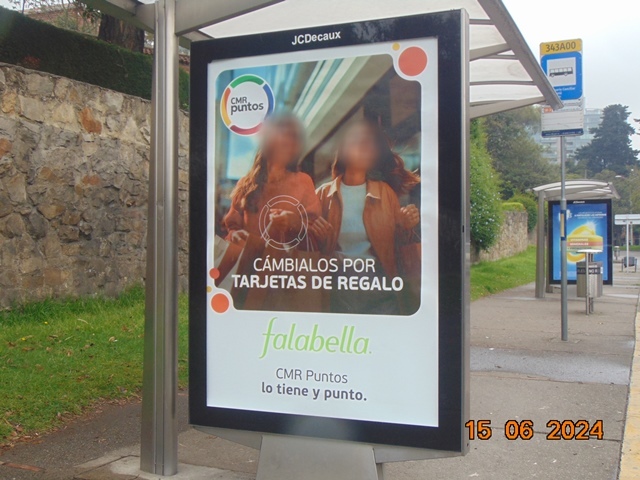 JCDecaux
CMR
puntos
CÁMBIALOS POR
TARJETAS DE REGALO
falabella.
CMR Puntos
lo tiene y punto.
343A00
15 06 2024